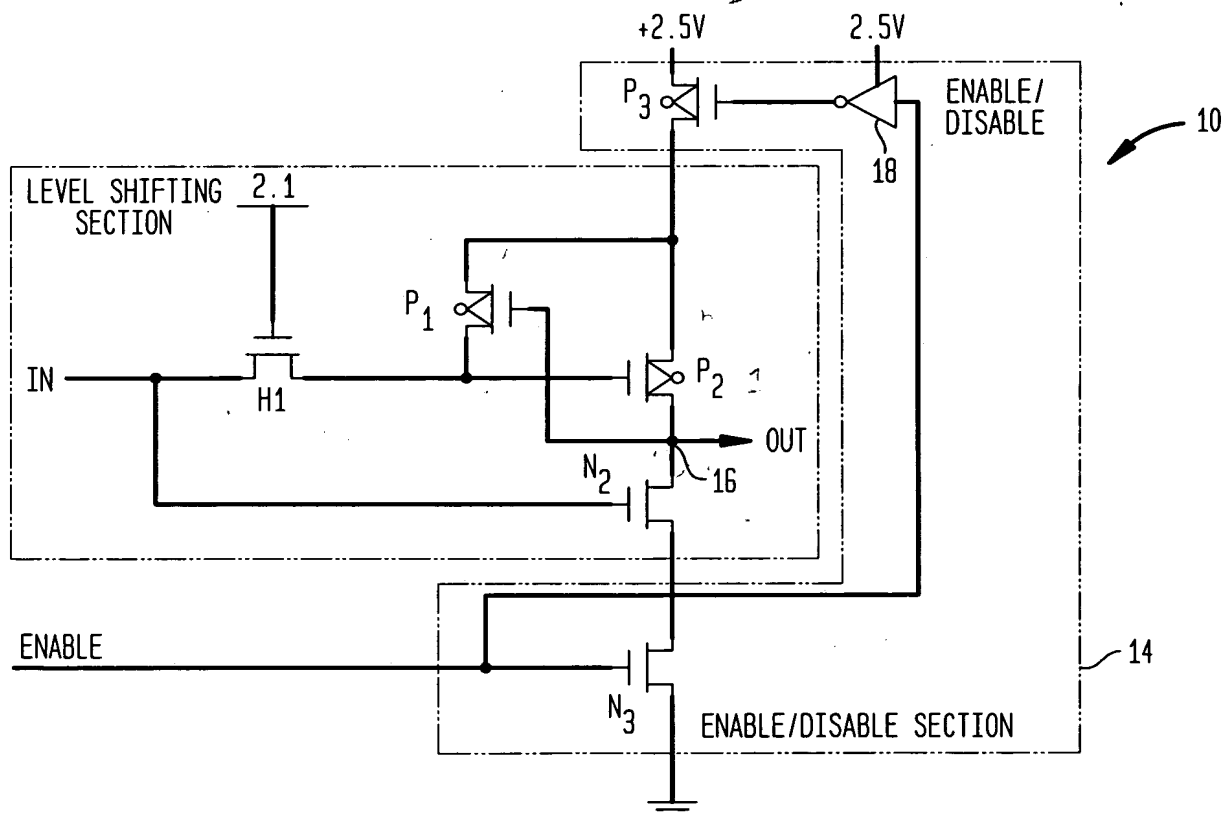 +2.5V
2.5V
P3
ENABLE/
DISABLE
18
10
LEVEL SHIFTING
SECTION
2.1
P1
IN
H1
P2
OUT
16
N2
ENABLE
N3
14
ENABLE/DISABLE SECTION